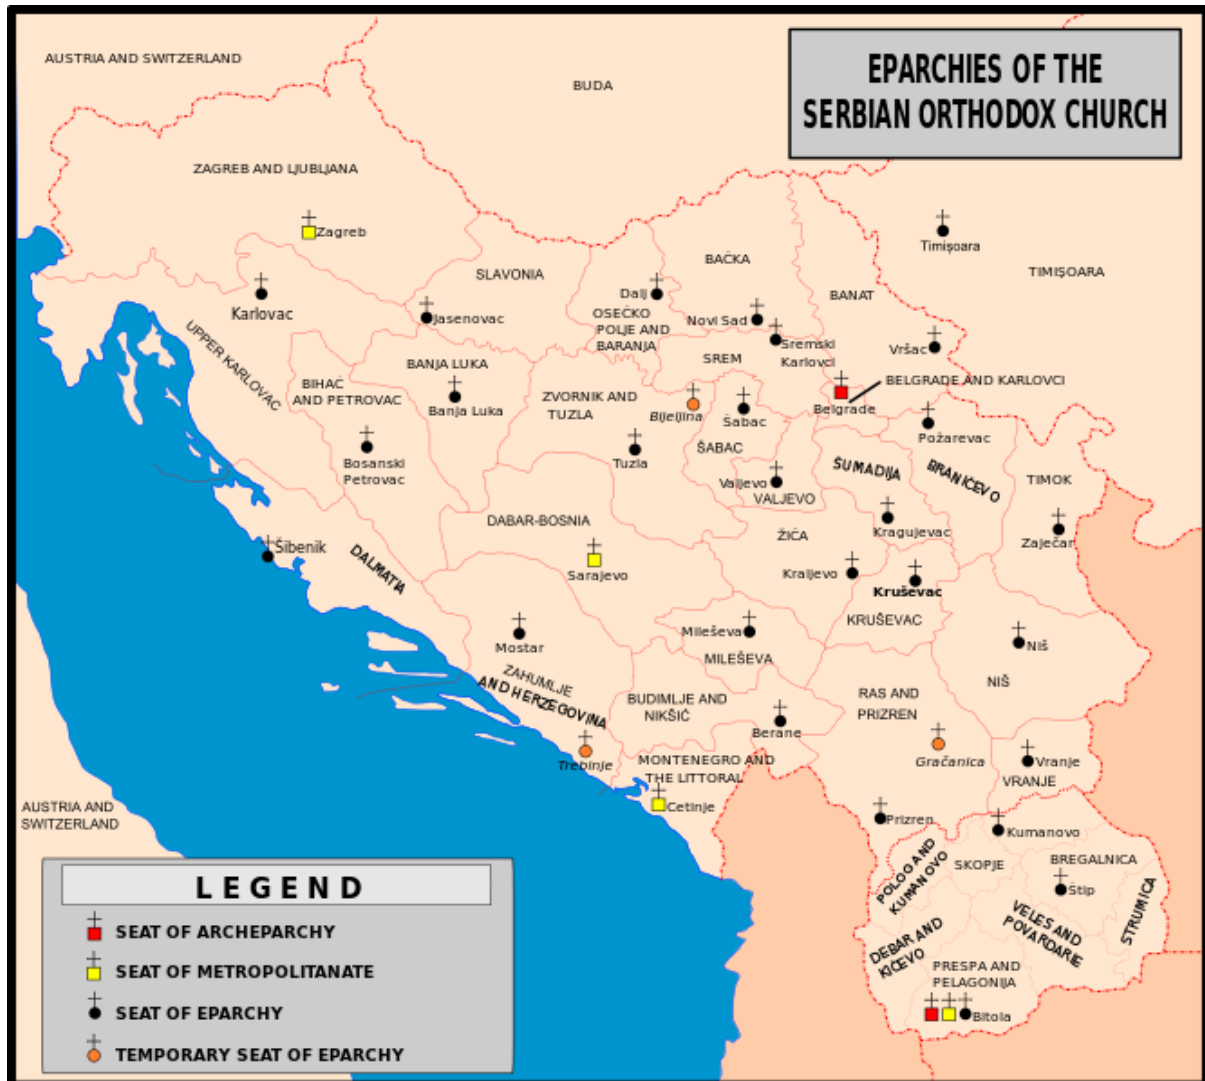 EPARCHIES OF THE
SERBIAN ORTHODOX CHURCH
AUSTRIA AND SWITZERLAND
BUDA
ZAGREB AND LJUBLJANA
Zagreb
Timişoara
TIMIȘOARA
SLAVONIA
BAČKA
BANAT
Karlovac
Jasenovac
Dalj
OSEČKO
POLJE AND
BARANJA
Novi Sad
Sremski
Karlovci
Vršac
UPPER KARLOVAC
BIHAĆ
AND PETROVAC
BANJA LUKA
Banja Luka
SREM
ZVORNIK AND
TUZLA
Bijeljina
Šabac
ŠABAC
Belgrade
BELGRADE AND KARLOVCI
Požarevac
Bosanski
Petrovac
Tuzla
Valjevo
VALJEVO
ŠUMADIJA
BRANIČEVO
TIMOK
DABAR-BOSNIA
ŽIČA
Kragujevac
Zaječar
Šibenik
DALMATIA
Sarajevo
Kraljevo
Kruševac
KRUŠEVAC
Mostar
Mileševa
MILEŠEVA
Niš
NIŠ
ZAHUMLJE
AND HERZEGOVINA
BUDIMLJE AND
NIKŠIĆ
RAS AND
PRIZREN
Berane
Trebinje
Gračanica
Vranje
VRANJE
MONTENEGRO AND
THE LITTORAL
Cetinje
Prizren
Kumanovo
AUSTRIA AND
SWITZERLAND
POLOG AND
KUMANOVO
SKOPJE
BREGALNICA
Štip
STRUMICA
VELES AND
POVARDARIE
DEBAR AND
KIČEVO
PRESPA AND
PELAGONIJA
Bitola
LEGEND
SEAT OF ARCHEPARCHY
SEAT OF METROPOLITANATE
SEAT OF EPARCHY
TEMPORARY SEAT OF EPARCHY